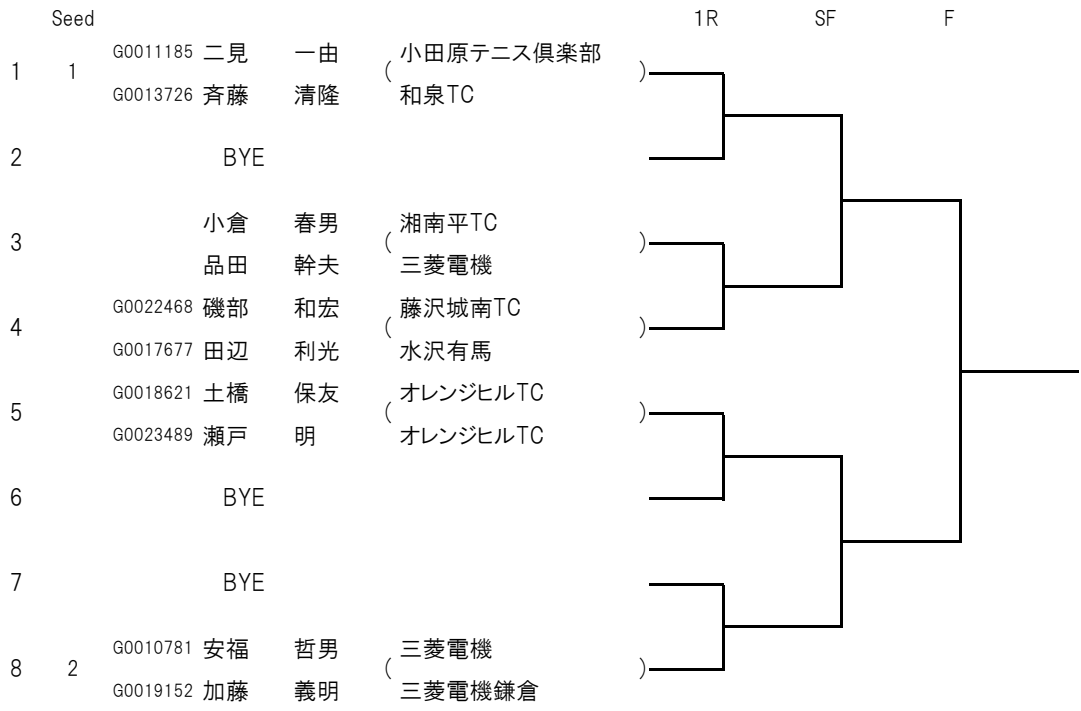 Seed 1R SF F
G0011185 二見 一由 小田原テニス倶楽部
1 1 ( )
G0013726 斉藤 清隆 和泉TC
2 BYE
小倉 春男 湘南平TC
3 ( )
品田 幹夫 三菱電機
G0022468 磯部 和宏 藤沢城南TC
4 ( )
G0017677 田辺 利光 水沢有馬
G0018621 土橋 保友 オレンジヒルTC
5 ( )
G0023489 瀬戸 明 オレンジヒルTC
6 BYE
7 BYE
G0010781 安福 哲男 三菱電機
8 2 ( )
G0019152 加藤 義明 三菱電機鎌倉